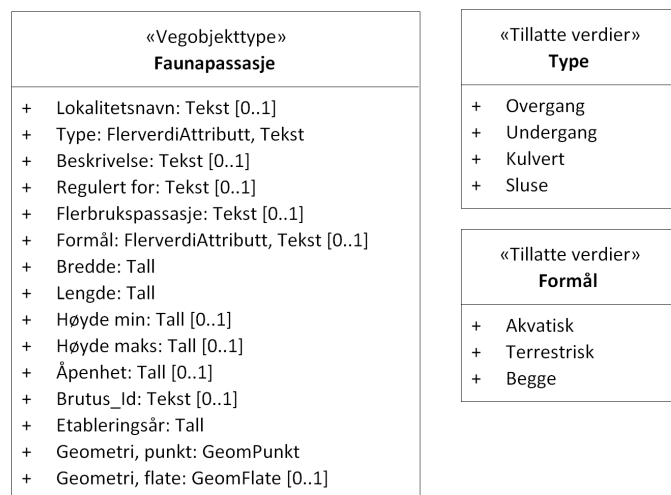 «Vegobjekttype»
Faunapassasje
+ Lokalitetsnavn: Tekst [0..1]
+ Type: FlerverdiAttributt, Tekst
+ Beskrivelse: Tekst [0..1]
+ Regulert for: Tekst [0..1]
+ Flerbrukspassasje: Tekst [0..1]
+ Formål: FlerverdiAttributt, Tekst [0..1]
+ Bredde: Tall
+ Lengde: Tall
+ Høyde min: Tall [0..1]
+ Høyde maks: Tall [0..1]
+ Åpenhet: Tall [0..1]
+ Brutus_Id: Tekst [0..1]
+ Etableringsår: Tall
+ Geometri, punkt: GeomPunkt
+ Geometri, flate: GeomFlate [0..1]
«Tillatte verdier»
Type
+ Overgang
+ Undergang
+ Kulvert
+ Sluse
«Tillatte verdier»
Formål
+ Akvatisk
+ Terrestrisk
+ Begge